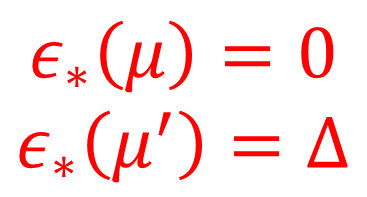 ϵ∗(μ) = 0
ϵ∗(μ′) = Δ